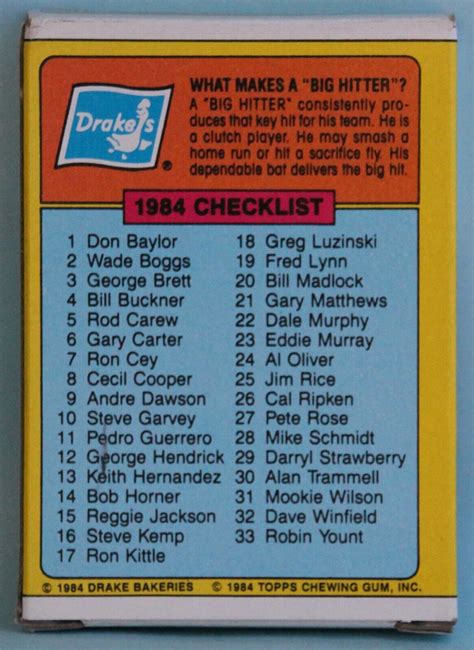 Drake's
®
WHAT MAKES A "BIG HITTER"?
A "BIG HITTER" consistently pro-
duces that key hit for his team. He is
a clutch player. He may smash a
home run or hit a sacrifice fly. His
dependable bat delivers the big hit.
1984 CHECKLIST
1 Don Baylor
2 Wade Boggs
3 George Brett
4 Bill Buckner
5 Rod Carew
6 Gary Carter
7 Ron Cey
8 Cecil Cooper
9 Andre Dawson
10 Steve Garvey
11 Pedro Guerrero
12 George Hendrick
13 Keith Hernandez
14 Bob Horner
15 Reggie Jackson
16 Steve Kemp
17 Ron Kittle
18 Greg Luzinski
19 Fred Lynn
20 Bill Madlock
21 Gary Matthews
22 Dale Murphy
23 Eddie Murray
24 Al Oliver
25 Jim Rice
26 Cal Ripken
27 Pete Rose
28 Mike Schmidt
29 Darryl Strawberry
30 Alan Trammell
31 Mookie Wilson
32 Dave Winfield
33 Robin Yount
© 1984 DRAKE BAKERIES
© 1984 TOPPS CHEWING GUM, INC.